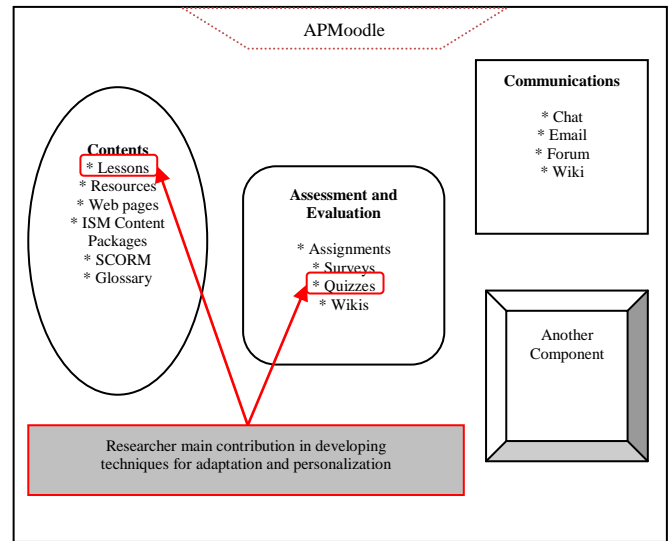 APMoodle
Contents
* Lessons
* Resources
* Web pages
* ISM Content
Packages
* SCORM
* Glossary
Assessment and
Evaluation
* Assignments
* Surveys
* Quizzes
* Wikis
Communications
* Chat
* Email
* Forum
* Wiki
Another
Component
Researcher main contribution in developing
techniques for adaptation and personalization